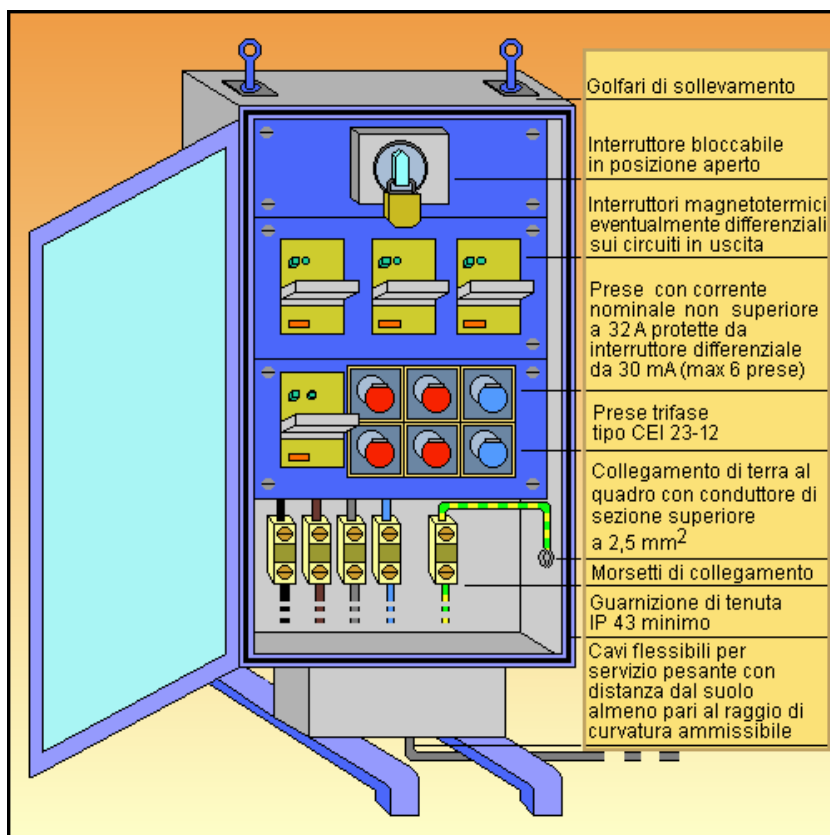 Golfari di sollevamento
Interruttore bloccabile
in posizione aperto
Interruttori magnetotermici
eventualmente differenziali
sui circuiti in uscita
Prese con corrente
nominale non superiore
a 32 A protette da
interruttore differenziale
da 30 mA (max 6 prese)
Prese trifase
tipo CEI 23-12
Collegamento di terra al
quadro con conduttore di
sezione superiore
a 2,5 mm²
Morsetti di collegamento
Guarnizione di tenuta
IP 43 minimo
Cavi flessibili per
servizio pesante con
distanza dal suolo
almeno pari al raggio di
curvatura ammissibile